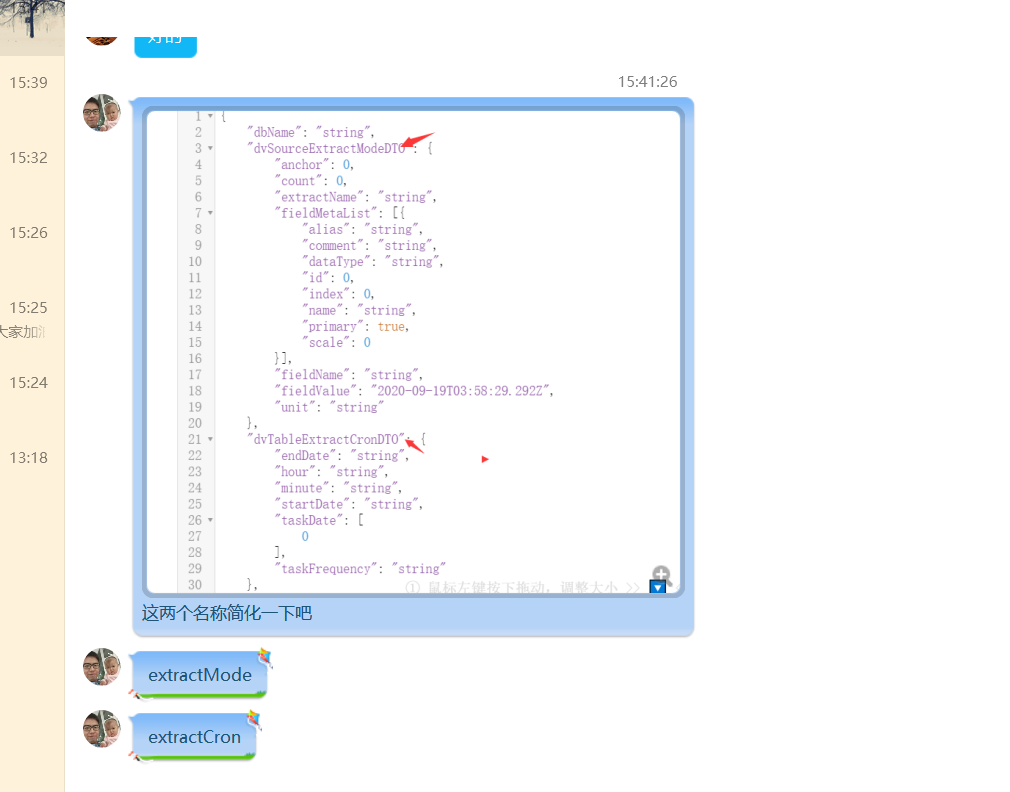 好的
15:39
15:32
15:26
15:25
大家加油
15:24
13:18
15:41:26
1 {
2 "dbName": "string",
3 "dvSourceExtractModeDTO": {
4 "anchor": 0,
5 "count": 0,
6 "extractName": "string",
7 "fieldMetaList": [{
8 "alias": "string",
9 "comment": "string",
10 "dataType": "string",
11 "id": 0,
12 "index": 0,
13 "name": "string",
14 "primary": true,
15 "scale": 0
16 }],
17 "fieldName": "string",
18 "fieldValue": "2020-09-19T03:58:29.292Z",
19 "unit": "string"
20 },
21 "dvTableExtractCronDTO": {
22 "endDate": "string",
23 "hour": "string",
24 "minute": "string",
25 "startDate": "string",
26 "taskDate": [
27 0
28 ],
29 "taskFrequency": "string"
30 },
① 鼠标左键按下拖动，调整大小 >>
这两个名称简化一下吧
extractMode
extractCron